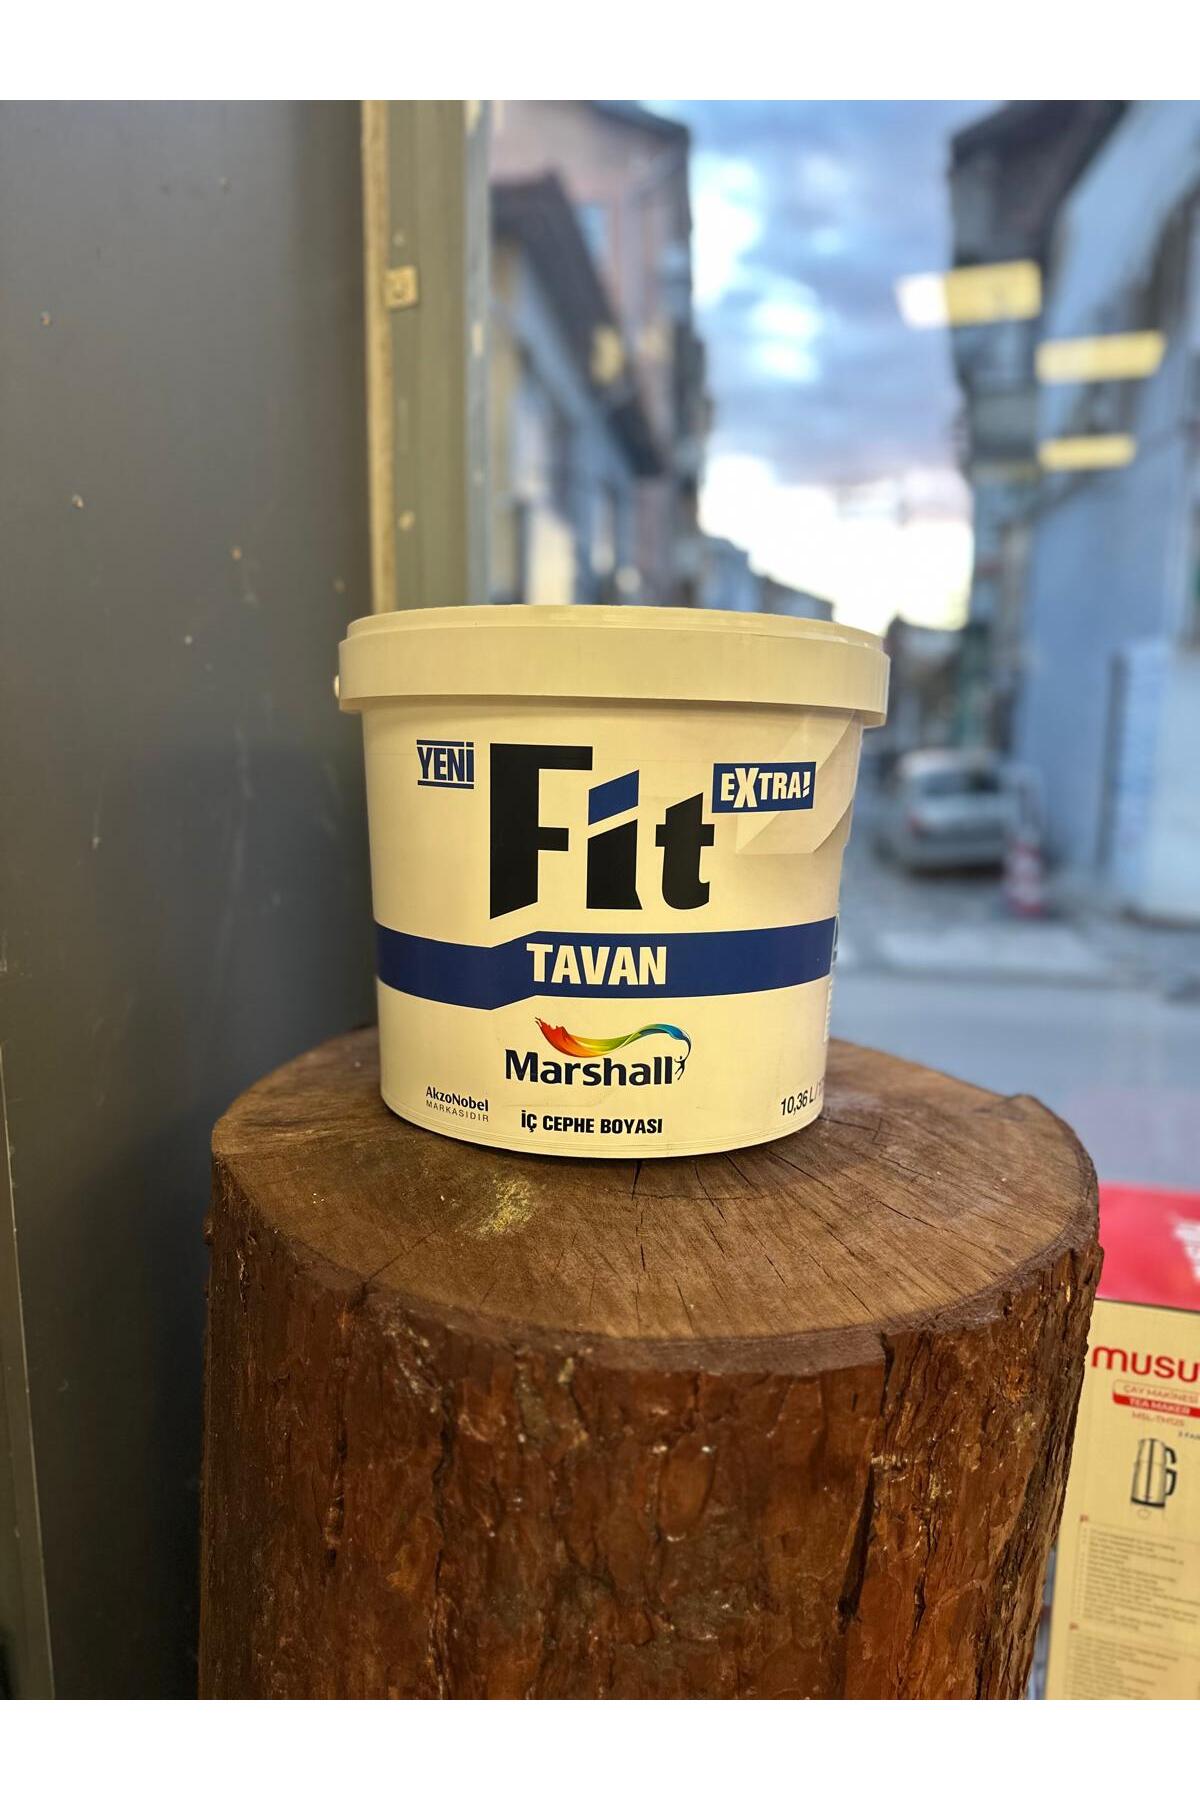 YENİ
Fit
EXTRA!
TAVAN
Marshall
AkzoNobel
MARKASIDIR
İÇ CEPHE BOYASI
10,36 L/
musu
ÇAY MAKİNESİ
TEA MAKER